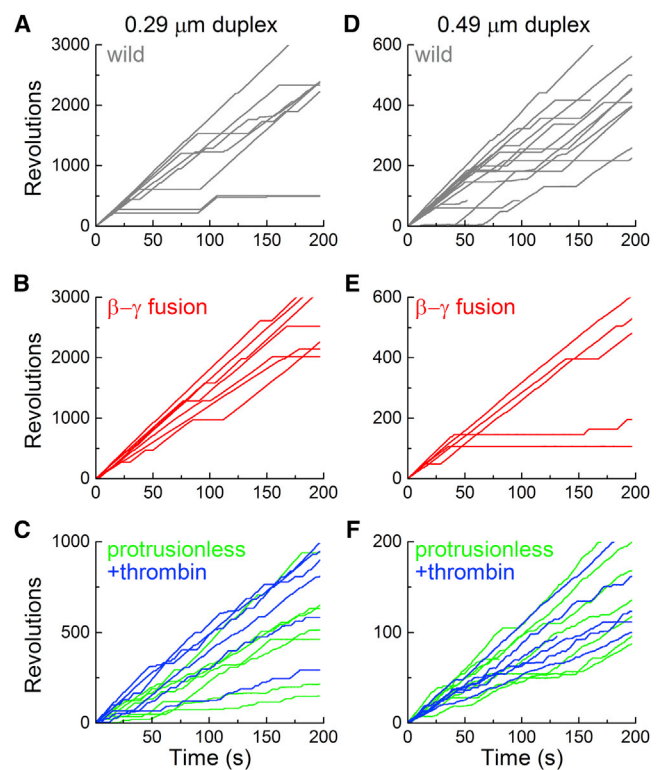 A 0.29 μm duplex
wild
Revolutions
3000
2000
1000
0
0 50 100 150 200
D 0.49 μm duplex
wild
600
400
200
0
0 50 100 150 200
B
β–γ fusion
Revolutions
3000
2000
1000
0
0 50 100 150 200
E
β–γ fusion
600
400
200
0
0 50 100 150 200
C
protrusionless
+thrombin
Revolutions
1000
500
0
0 50 100 150 200
Time (s)
F
protrusionless
+thrombin
200
100
0
0 50 100 150 200
Time (s)